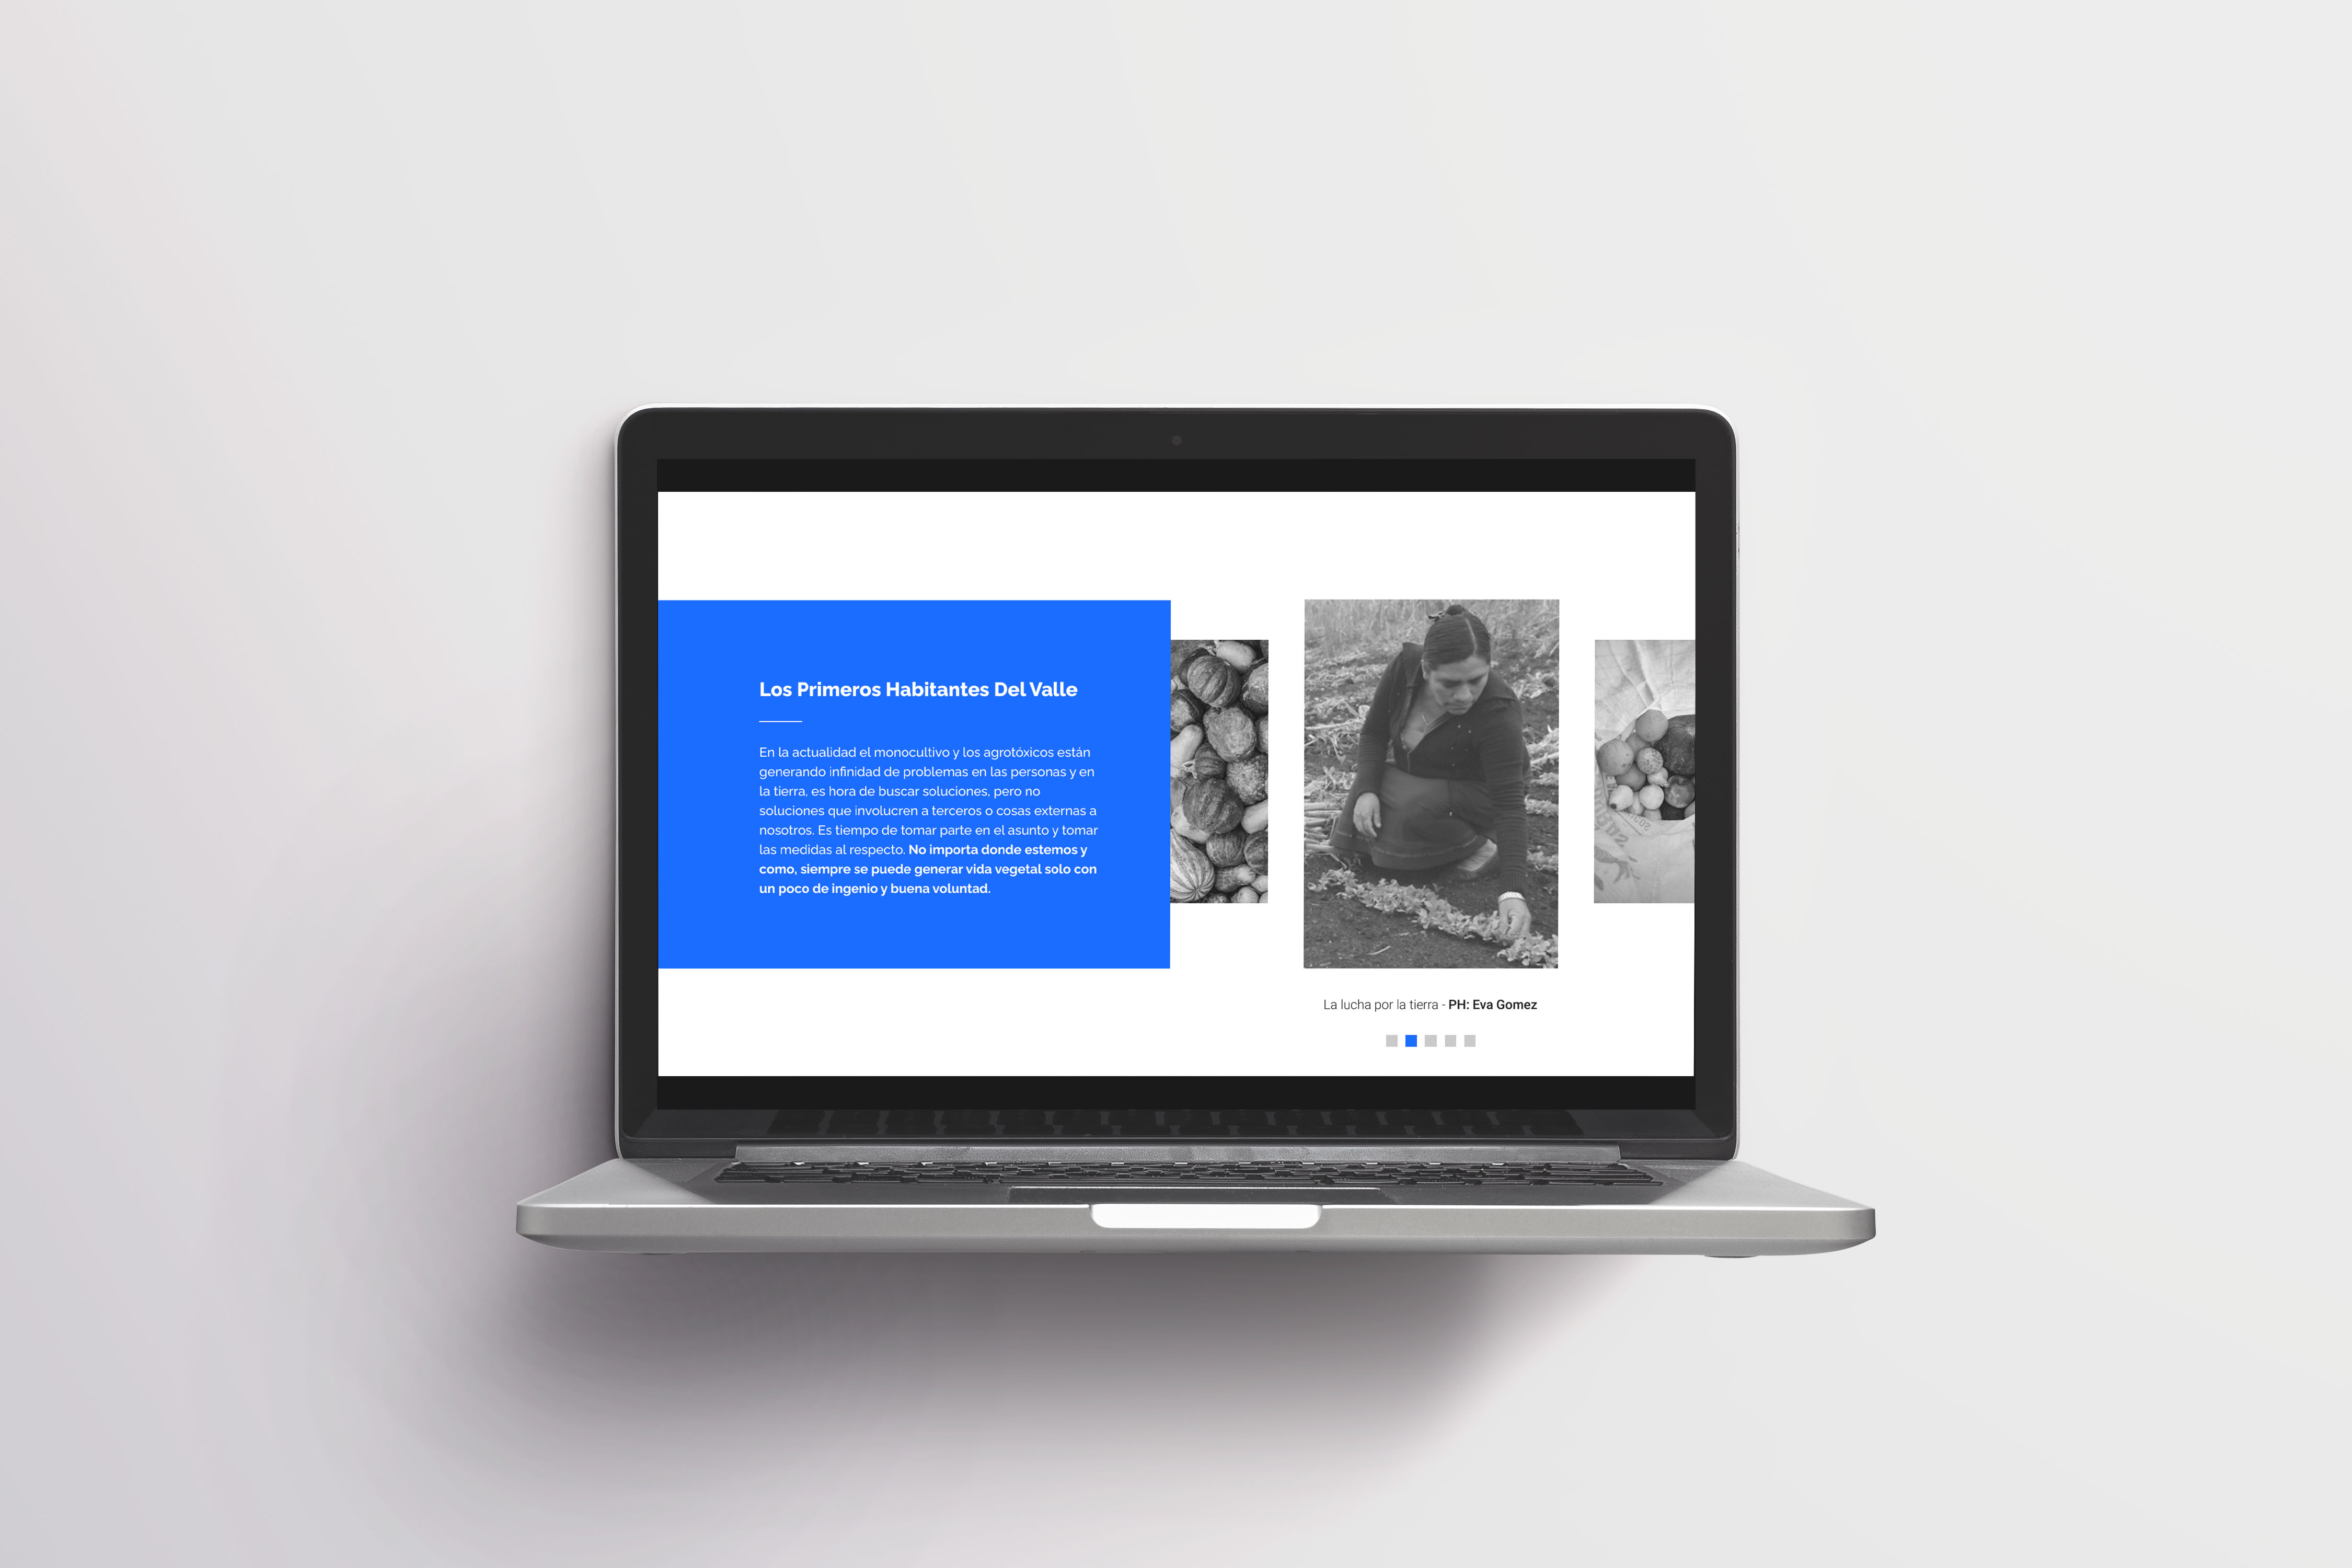 Los Primeros Habitantes Del Valle
En la actualidad el monocultivo y los agrotóxicos están
generando infinidad de problemas en las personas y en
la tierra, es hora de buscar soluciones, pero no
soluciones que involucren a terceros o cosas externas a
nosotros. Es tiempo de tomar parte en el asunto y tomar
las medidas al respecto. No importa donde estemos y
como, siempre se puede generar vida vegetal solo con
un poco de ingenio y buena voluntad.
La lucha por la tierra - PH: Eva Gomez